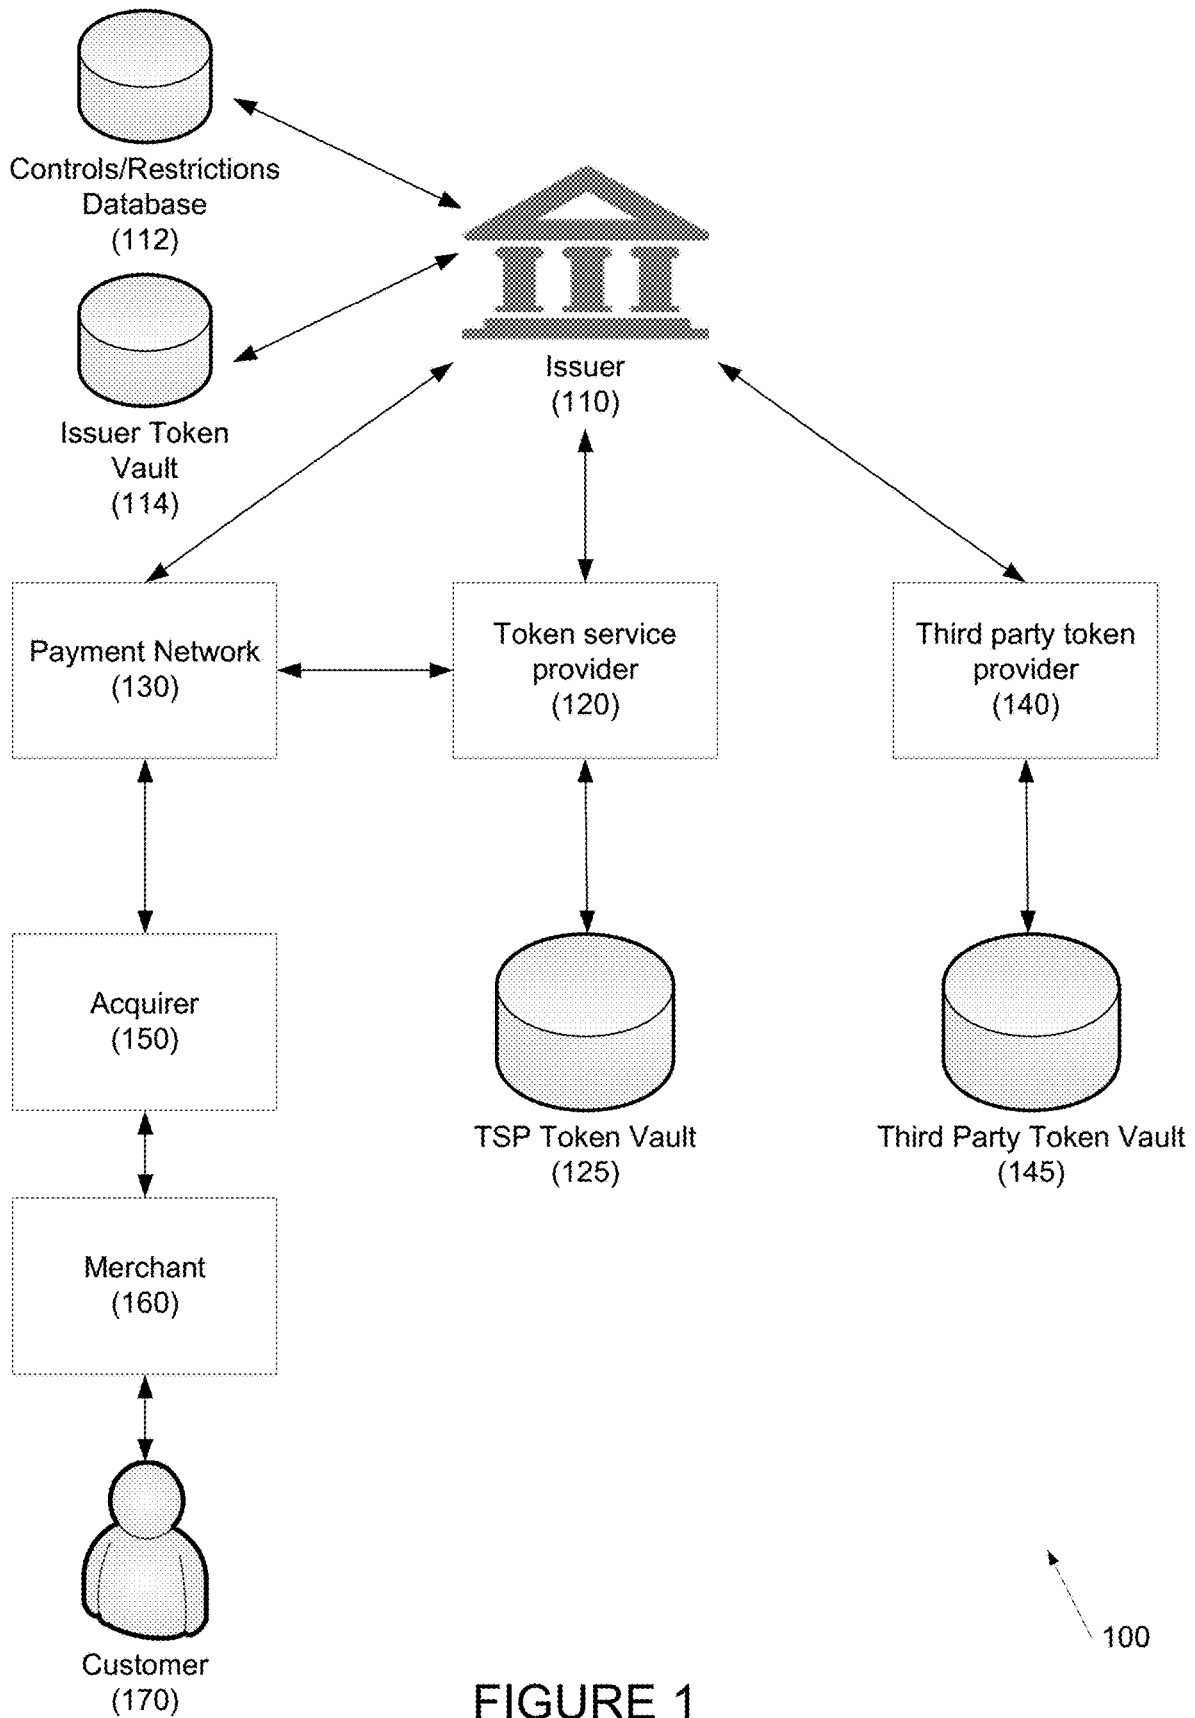 Controls/Restrictions
Database
(112)
Issuer
(110)
Issuer Token
Vault
(114)
Payment Network
(130)
Token service
provider
(120)
Third party token
provider
(140)
Acquirer
(150)
TSP Token Vault
(125)
Third Party Token Vault
(145)
Merchant
(160)
Customer
(170)
100
FIGURE 1